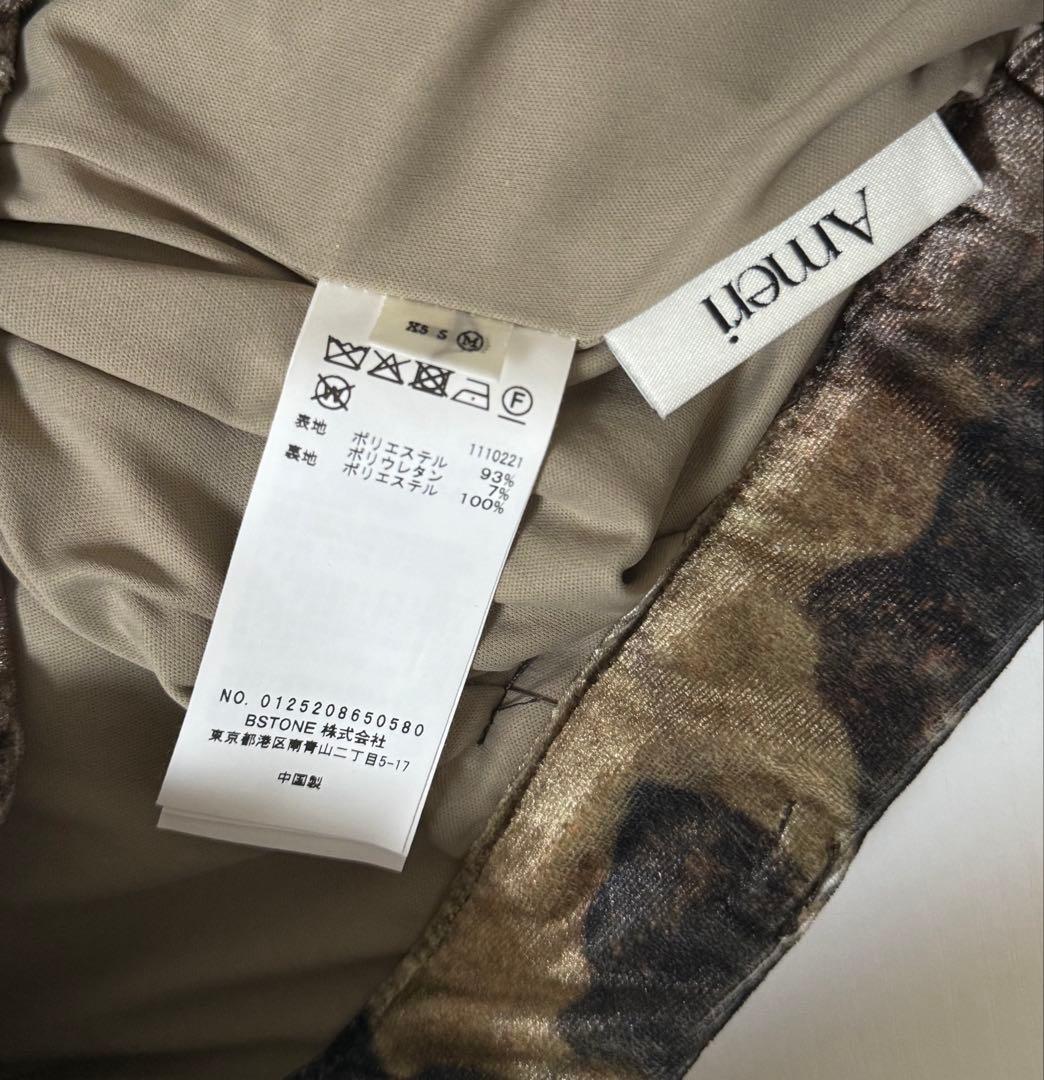 Ameri
XS S M
F
1110221
表地 ポリエステル 93%
ポリウレタン 7%
裏地 ポリエステル 100%
NO. 0125208650580
BSTONE 株式会社
東京都港区南青山二丁目5-17
中国製